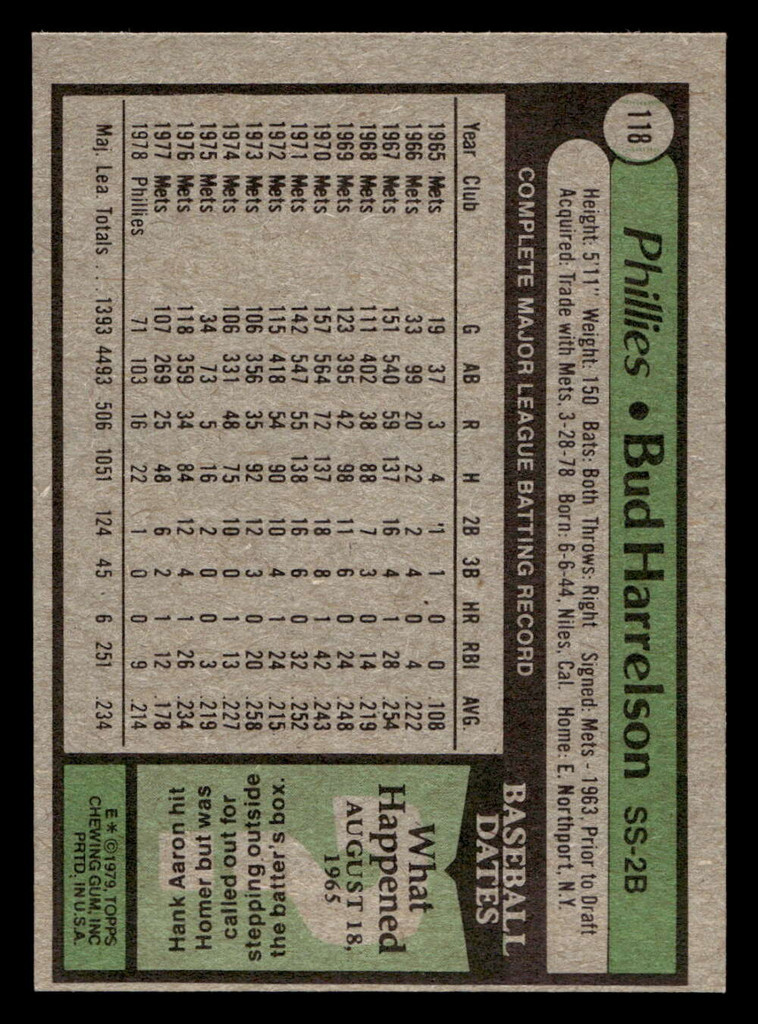 118
Phillies • Bud Harrelson SS-2B
Height: 5'11" Weight: 150 Bats: Both Throws: Right Signed: Mets - 1963, Prior to Draft
Acquired: Trade with Mets, 3-28-78 Born: 6-6-44, Niles, Cal. Home: E. Northport, N.Y.
COMPLETE MAJOR LEAGUE BATTING RECORD
Year Club G AB R H 2B 3B HR RBI AVG.
1965 Mets 19 37 3 4 1 1 0 0 .108
1966 Mets 33 99 20 22 2 4 0 4 .222
1967 Mets 151 540 59 137 16 4 1 28 .254
1968 Mets 111 402 38 88 7 3 0 14 .219
1969 Mets 123 395 42 98 11 6 0 24 .248
1970 Mets 157 564 72 137 18 8 1 42 .243
1971 Mets 142 547 55 138 16 6 0 32 .252
1972 Mets 115 418 54 90 10 4 1 24 .215
1973 Mets 106 356 35 92 12 3 0 20 .258
1974 Mets 106 331 48 75 10 0 1 13 .227
1975 Mets 34 73 5 16 2 0 0 3 .219
1976 Mets 118 359 34 84 12 4 1 26 .234
1977 Mets 107 269 25 48 6 2 1 12 .178
1978 Phillies 71 103 16 22 1 0 0 9 .214
Maj. Lea. Totals . . . 1393 4493 506 1051 124 45 6 251 .234
BASEBALL
DATES
What
Happened
AUGUST 18,
1965
Hank Aaron hit
Homer but was
called out for
stepping outside
the batter's box.
E* ©1979, TOPPS
CHEWING GUM, INC
PRTD. IN U.S.A.